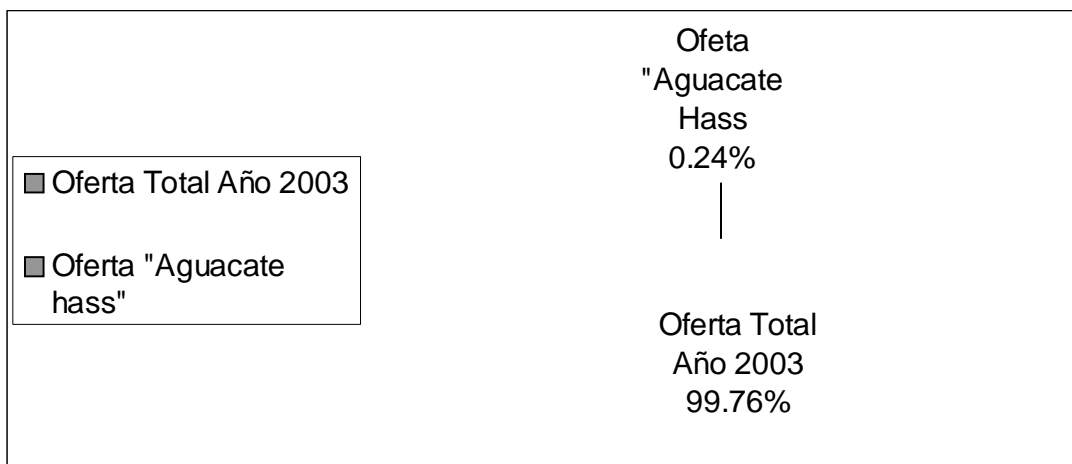 Ofeta
"Aguacate
Hass
0.24%
Oferta Total Año 2003
Oferta "Aguacate
hass"
Oferta Total
Año 2003
99.76%